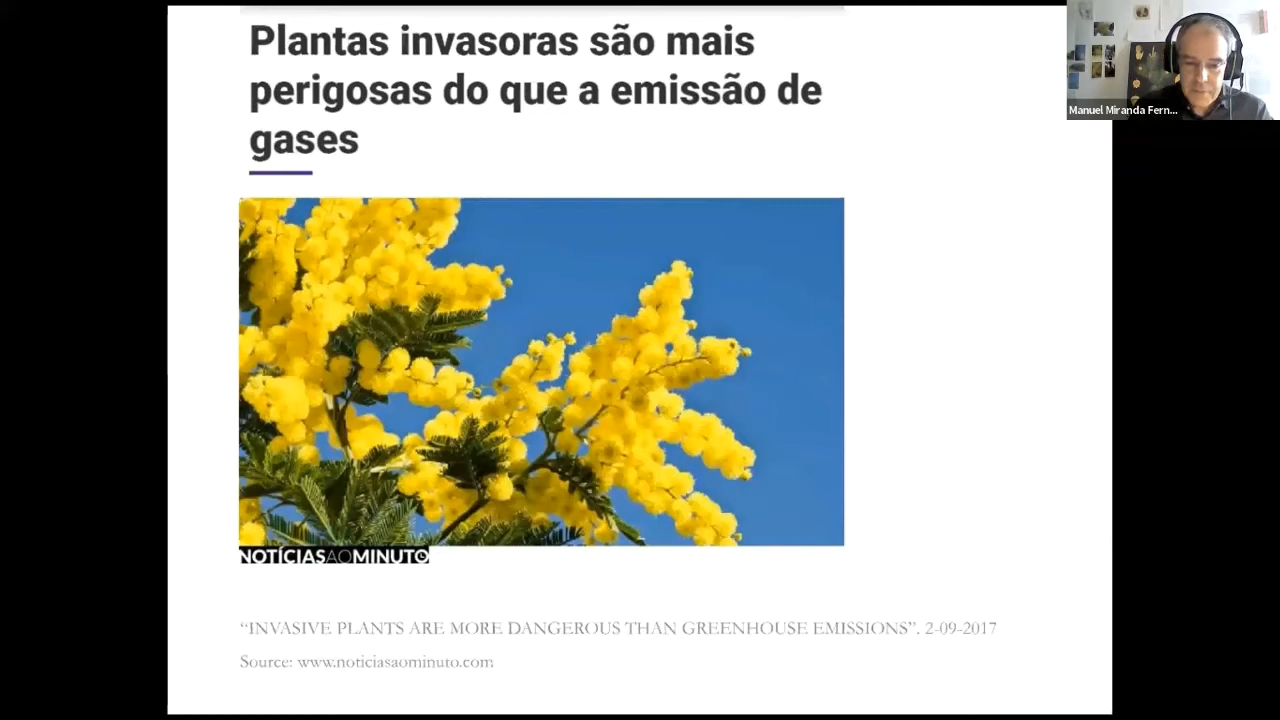 Plantas invasoras são mais
perigosas do que a emissão de
gases
Manuel Miranda Fern...
NOTÍCIASAOMINUTO
“INVASIVE PLANTS ARE MORE DANGEROUS THAN GREENHOUSE EMISSIONS”. 2-09-2017
Source: www.noticiasaominuto.com